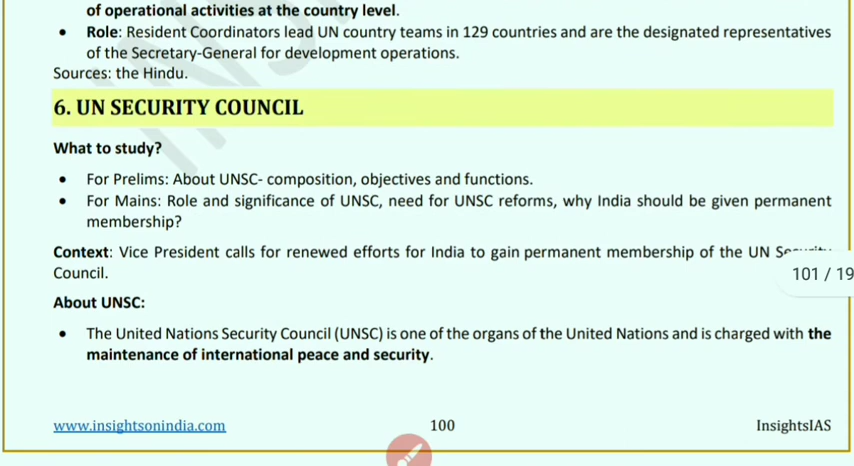 of operational activities at the country level.
• Role: Resident Coordinators lead UN country teams in 129 countries and are the designated representatives
of the Secretary-General for development operations.
Sources: the Hindu.
6. UN SECURITY COUNCIL
What to study?
• For Prelims: About UNSC- composition, objectives and functions.
• For Mains: Role and significance of UNSC, need for UNSC reforms, why India should be given permanent
membership?
Context: Vice President calls for renewed efforts for India to gain permanent membership of the UN
Council.
101 / 19
About UNSC:
• The United Nations Security Council (UNSC) is one of the organs of the United Nations and is charged with the
maintenance of international peace and security.
www.insightsonindia.com 100 InsightsIAS